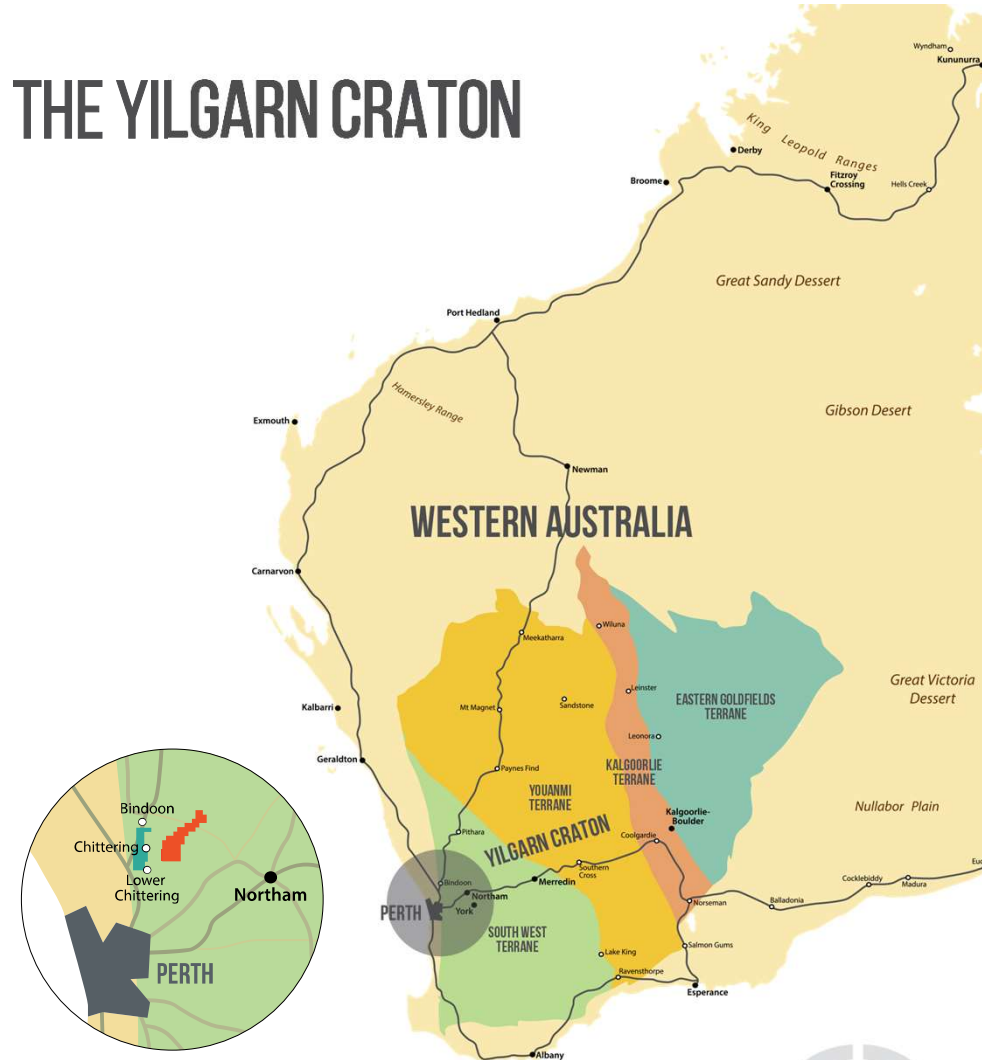 THE YILGARN CRATON
Wyndham
Kununurra
King Leopold Ranges
Derby
Broome
Fitzroy
Crossing
Hells Creek
Great Sandy Dessert
Port Hedland
Hamersley Range
Gibson Desert
Exmouth
Newman
WESTERN AUSTRALIA
Carnarvon
Wiluna
Meekatharra
Great Victoria
Dessert
Leinster
EASTERN GOLDFIELDS
TERRANE
Sandstone
Kalbarri
Mt Magnet
Leonora
Geraldton
KALGOORLIE
TERRANE
Paynes Find
YOUANMI
TERRANE
Nullabor Plain
Kalgoorlie-
Boulder
Pithara
YILGARN CRATON
Coolgardie
Southern
Cross
Bindoon
Merredin
Northam
York
PERTH
Norseman
Balladonia
Cocklebiddy
Madura
Euc
SOUTH WEST
TERRANE
Lake King
Salmon Gums
Ravensthorpe
Esperance
Albany
Bindoon
Chittering
Lower
Chittering
Northam
PERTH